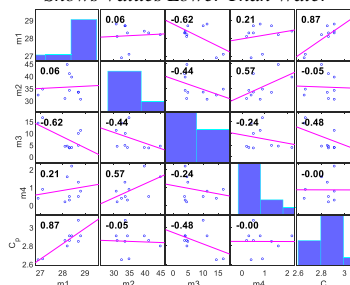 m1 29 28 27 0.06 -0.62 0.21 0.87
m2 45 40 35 30 0.06 -0.44 0.57 -0.05
m3 15 10 5 0 -0.62 -0.44 -0.24 -0.48
m4 2 1 0 0.21 0.57 -0.24 -0.00
Cp 3 2.8 2.6 0.87 -0.05 -0.48 -0.00
27 28 29 30 35 40 45 0 5 10 15 0 1 2 2.6 2.8 3
m1 m2 m3 m4